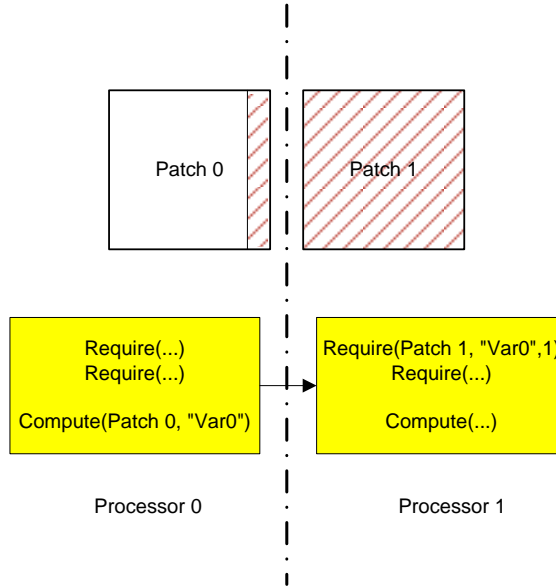 Patch 0
Patch 1
Require(...)
Require(...)
Compute(Patch 0, "Var0")
Require(Patch 1, "Var0",1)
Require(...)
Compute(...)
Processor 0
Processor 1